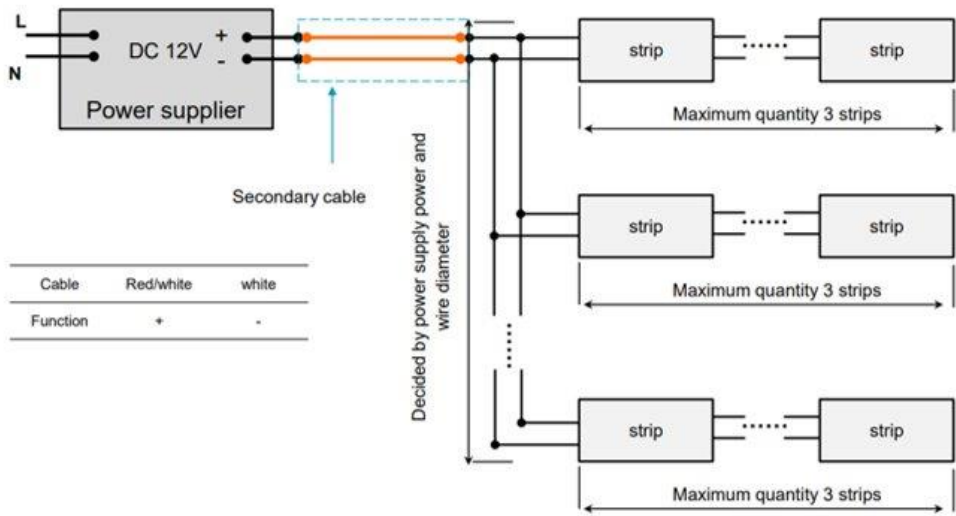 L
N
DC 12V
+
-
Power supplier
Secondary cable
Cable Red/white white
Function + -
Decided by power supply power and
wire diameter
strip strip
Maximum quantity 3 strips
strip strip
Maximum quantity 3 strips
strip strip
Maximum quantity 3 strips